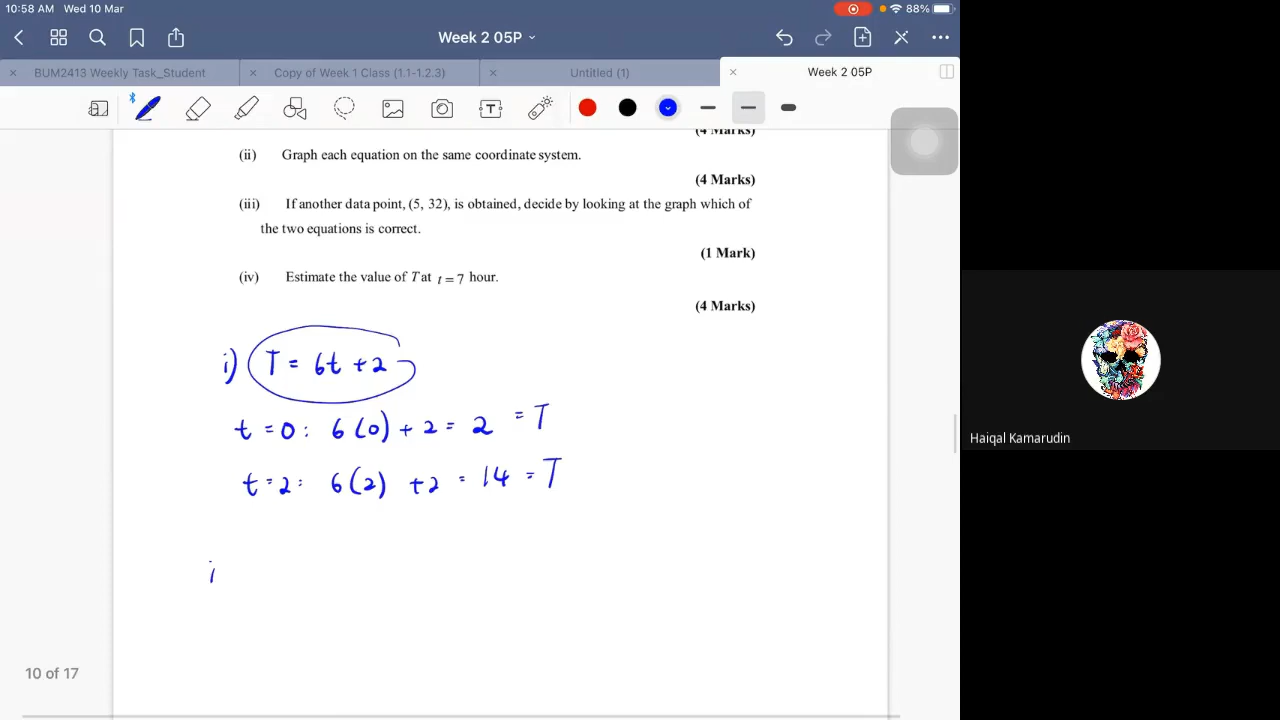 10:58 AM Wed 10 Mar 88%
Week 2 05P
BUM2413 Weekly Task_Student
Copy of Week 1 Class (1.1-1.2.3)
Untitled (1)
Week 2 05P
(4 Marks)
(ii) Graph each equation on the same coordinate system.
(4 Marks)
(iii) If another data point, (5, 32), is obtained, decide by looking at the graph which of
the two equations is correct.
(1 Mark)
(iv) Estimate the value of T at t = 7 hour.
(4 Marks)
i) T = 6t + 2
t = 0 : 6 (0) + 2 = 2 = T
t = 2 : 6 (2) + 2 = 14 = T
i
10 of 17
Haiqal Kamarudin